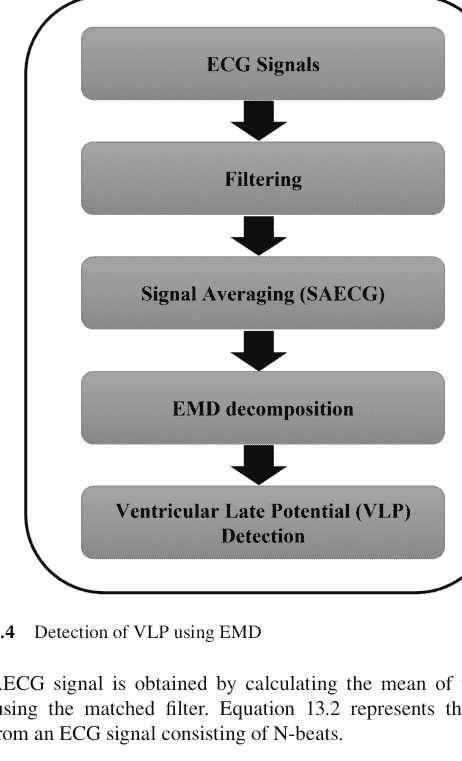 ECG Signals
Filtering
Signal Averaging (SAECG)
EMD decomposition
Ventricular Late Potential (VLP)
Detection
.4 Detection of VLP using EMD
AECG signal is obtained by calculating the mean of
using the matched filter. Equation 13.2 represents th
rom an ECG signal consisting of N-beats.